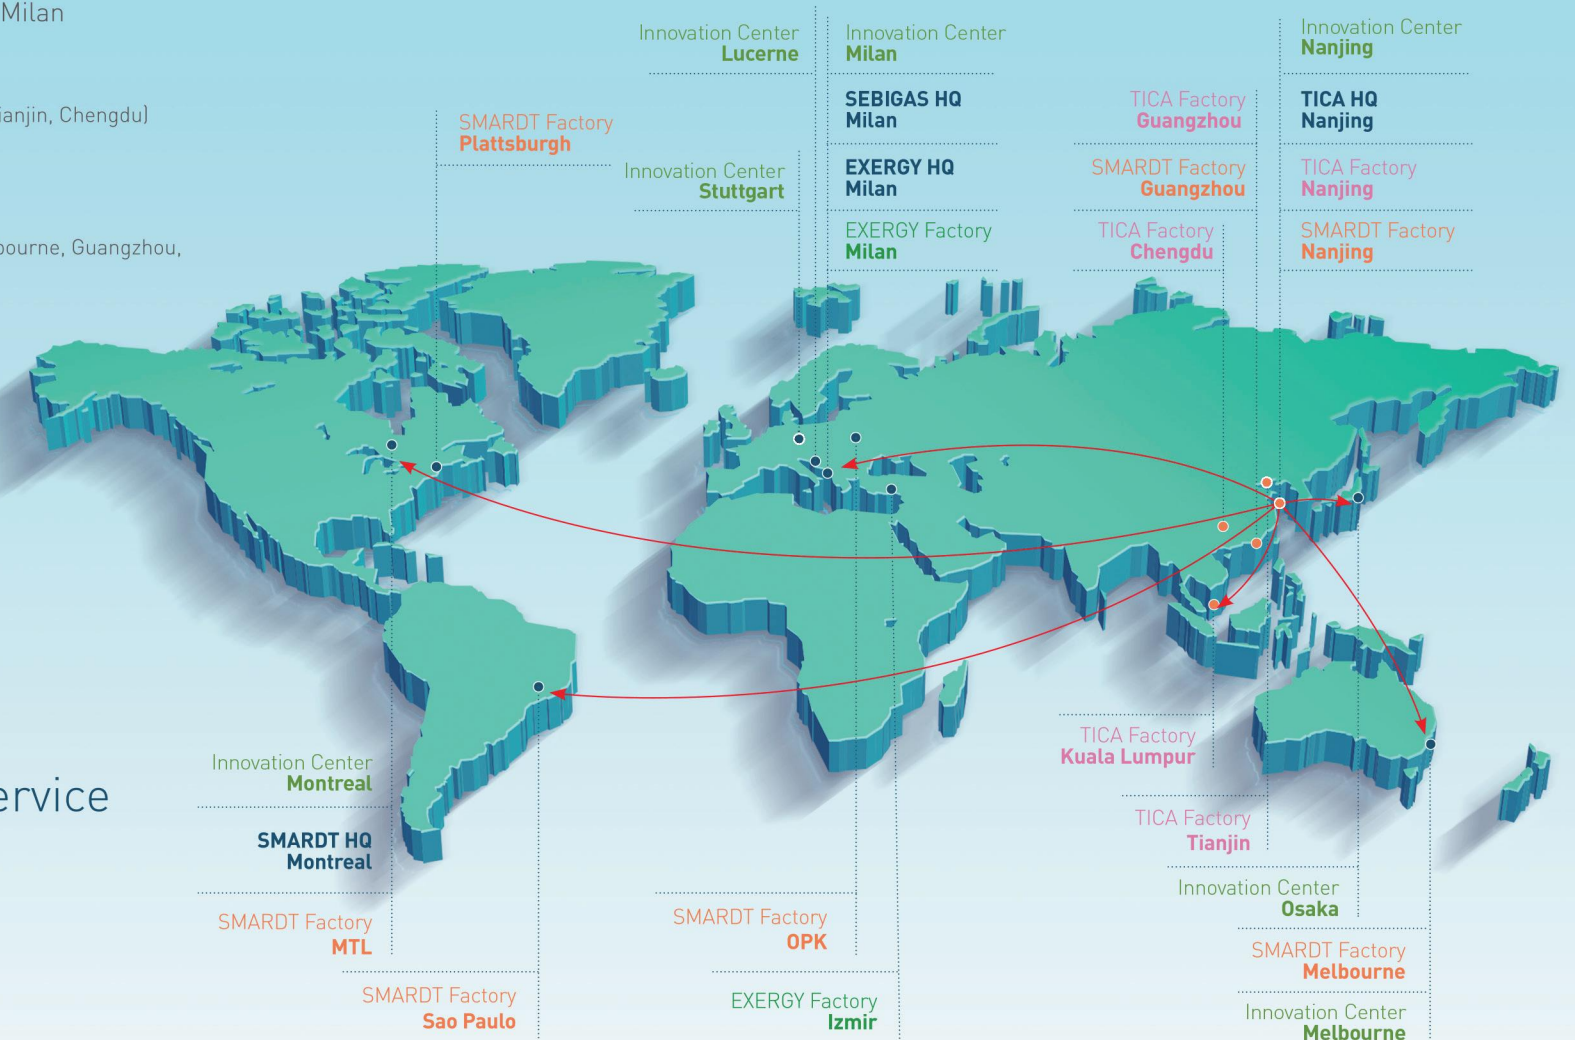 Milan
ianjin, Chengdu)
bourne, Guangzhou,
ervice
Innovation Center
Lucerne
Innovation Center
Milan
SEBIGAS HQ
Milan
EXERGY HQ
Milan
EXERGY Factory
Milan
Innovation Center
Nanjing
TICA HQ
Nanjing
TICA Factory
Nanjing
SMARDT Factory
Nanjing
TICA Factory
Guangzhou
SMARDT Factory
Guangzhou
TICA Factory
Chengdu
SMARDT Factory
Plattsburgh
Innovation Center
Stuttgart
Innovation Center
Montreal
SMARDT HQ
Montreal
SMARDT Factory
MTL
SMARDT Factory
Sao Paulo
SMARDT Factory
OPK
EXERGY Factory
Izmir
TICA Factory
Kuala Lumpur
TICA Factory
Tianjin
Innovation Center
Osaka
SMARDT Factory
Melbourne
Innovation Center
Melbourne